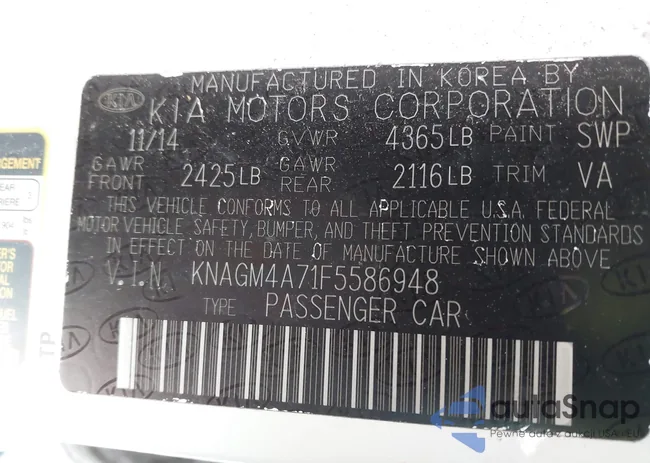 MANUFACTURED IN KOREA BY
KIA KIA MOTORS CORPORATION
11/14 GVWR 4365LB PAINT SWP
GAWR FRONT 2425LB GAWR REAR 2116LB TRIM VA
THIS VEHICLE CONFORMS TO ALL APPLICABLE U.S.A. FEDERAL
MOTOR VEHICLE SAFETY, BUMPER, AND THEFT PREVENTION STANDARDS
IN EFFECT ON THE DATE OF MANUFACTURE SHOWN ABOVE
V.I.N. KNAGM4A71F5586948
TYPE PASSENGER CAR
TP
autoSnap